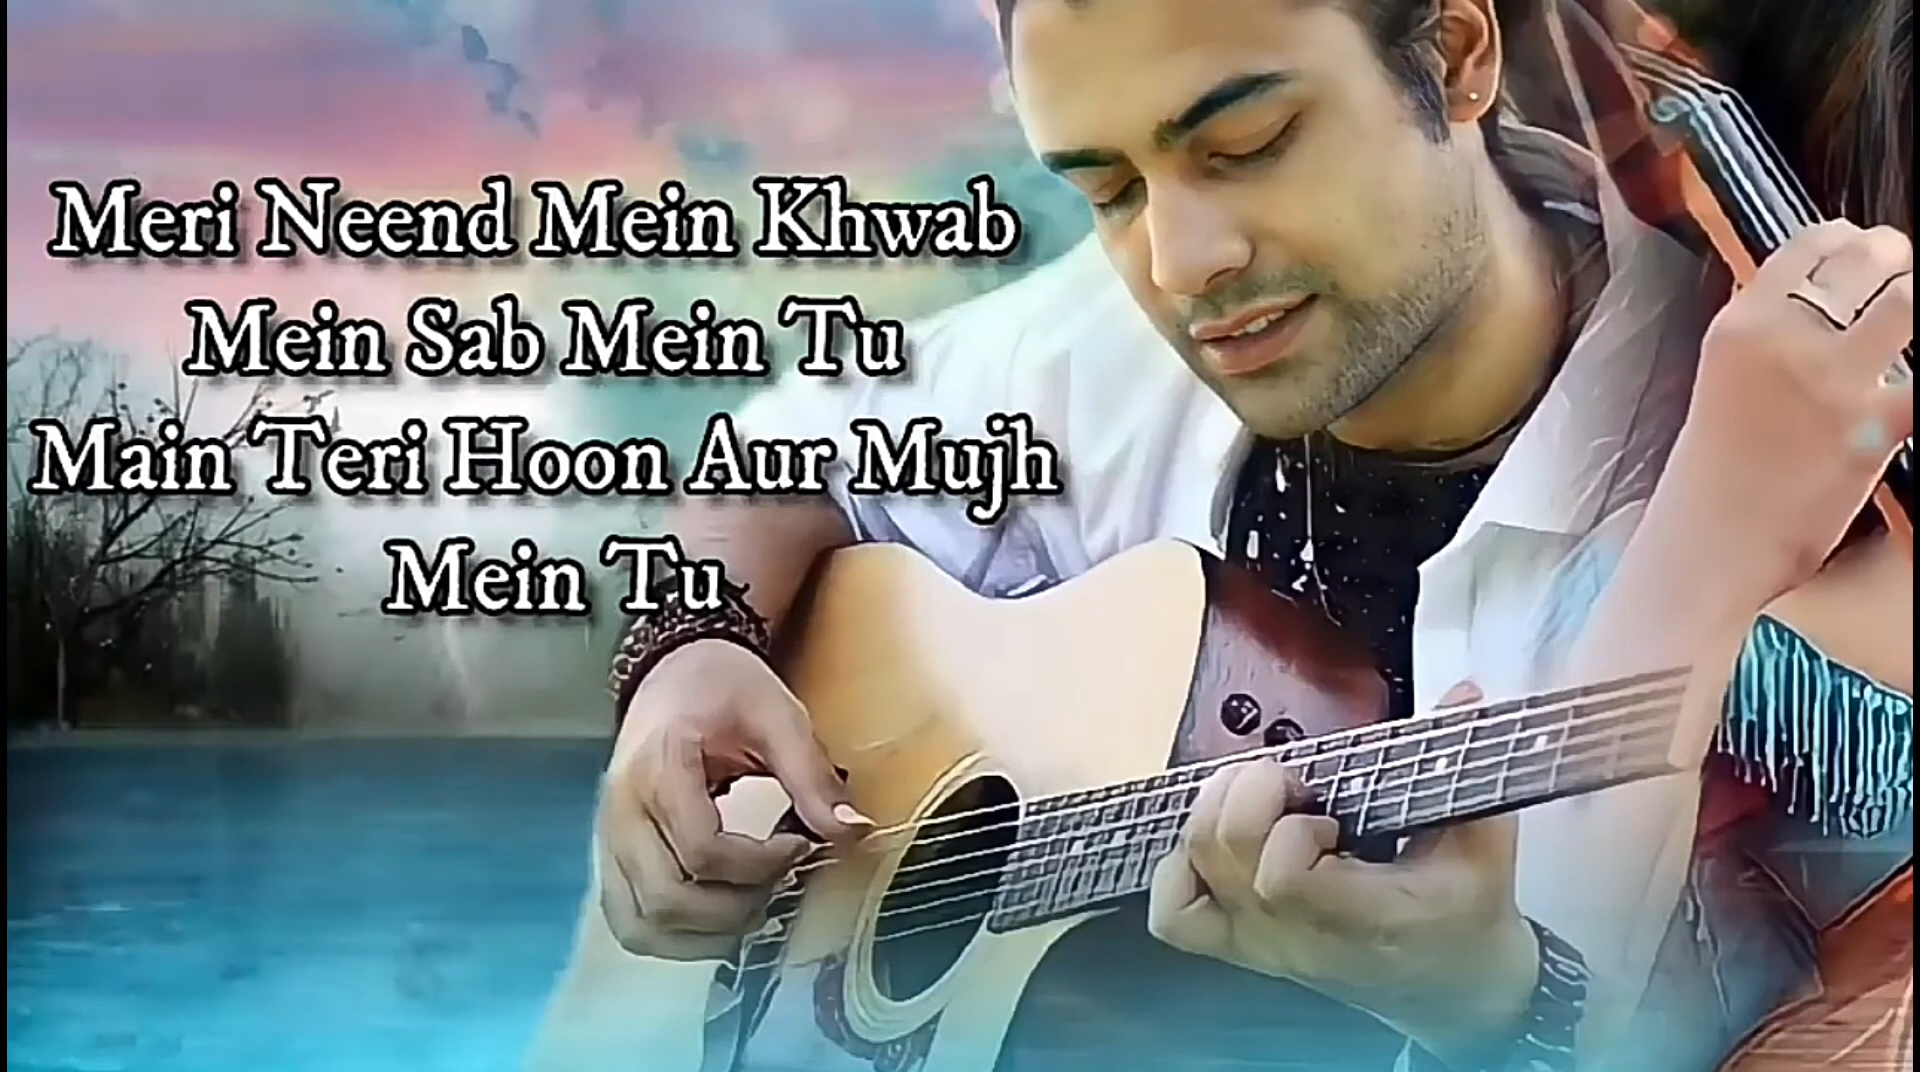 Meri Neend Mein Khwab
Mein Sab Mein Tu
Main Teri Hoon Aur Mujh
Mein Tu